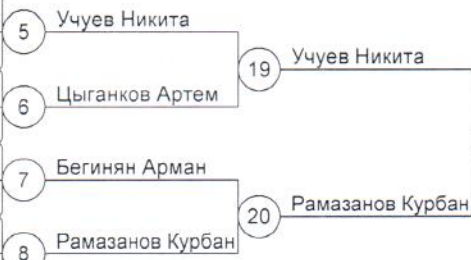 5 Учуев Никита
19 Учуев Никита
6 Цыганков Артем
7 Бегинян Арман
20 Рамазанов Курбан
8 Рамазанов Курбан